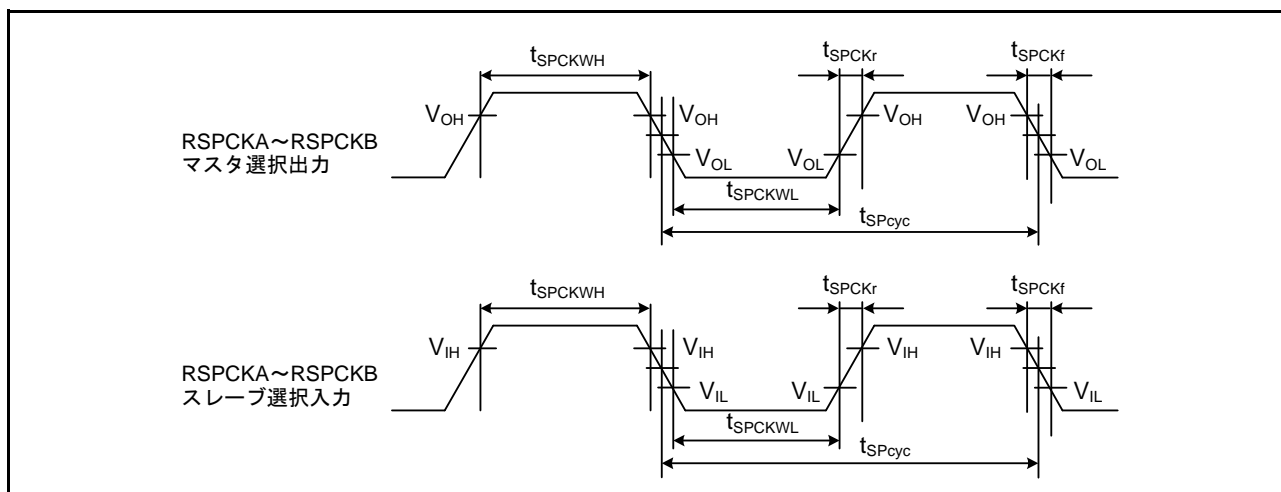 tSPCKWH
tSPCKr
tSPCKf
VOH
VOH
VOH
VOH
RSPCKA～RSPCKB
マスタ選択出力
VOL
VOL
VOL
tSPCKWL
tSPcyc
tSPCKWH
tSPCKr
tSPCKf
VIH
VIH
VIH
VIH
RSPCKA～RSPCKB
スレーブ選択入力
VIL
VIL
VIL
tSPCKWL
tSPcyc